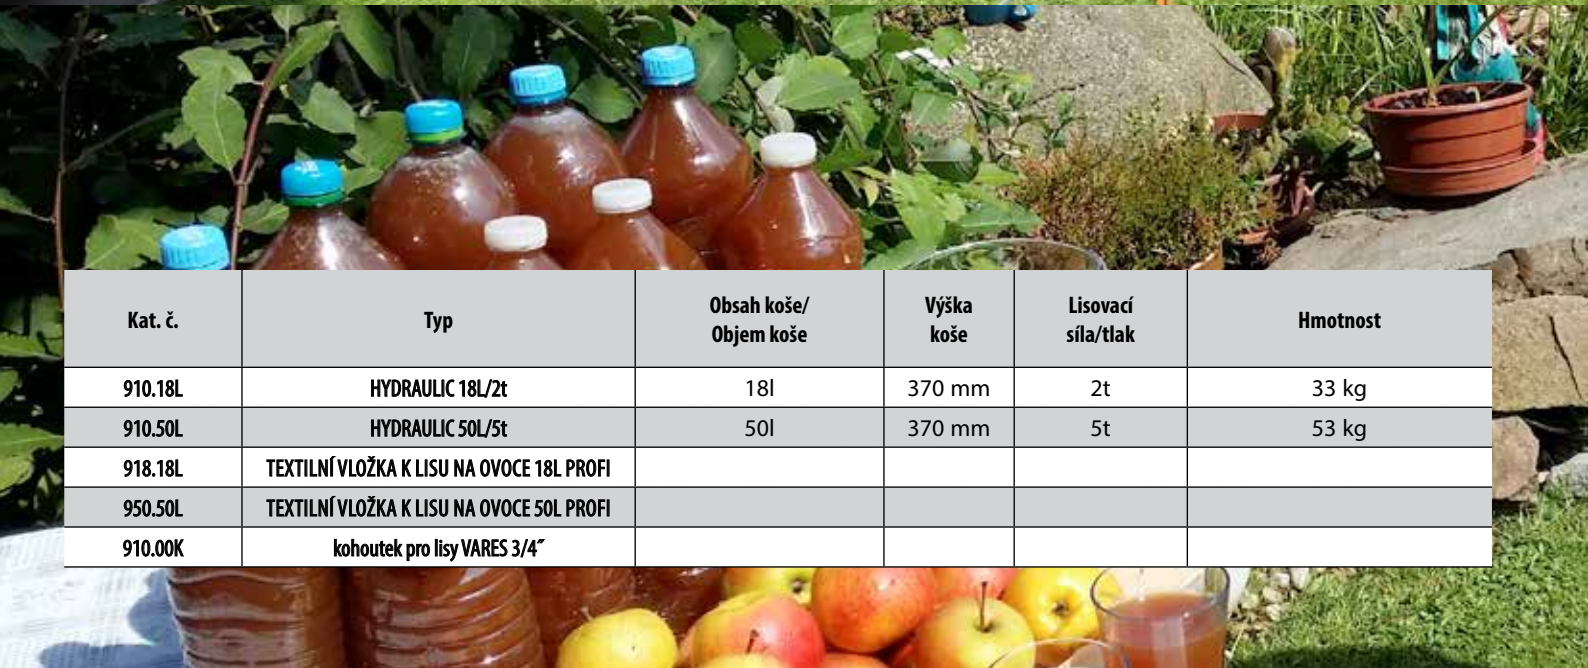 Kat. č. Typ Obsah koše/ Objem koše Výška koše Lisovací síla/tlak Hmotnost
910.18L HYDRAULIC 18L/2t 18l 370 mm 2t 33 kg
910.50L HYDRAULIC 50L/5t 50l 370 mm 5t 53 kg
918.18L TEXTILNÍ VLOŽKA K LISU NA OVOCE 18L PROFI
950.50L TEXTILNÍ VLOŽKA K LISU NA OVOCE 50L PROFI
910.00K kohoutek pro lisy VARES 3/4˝